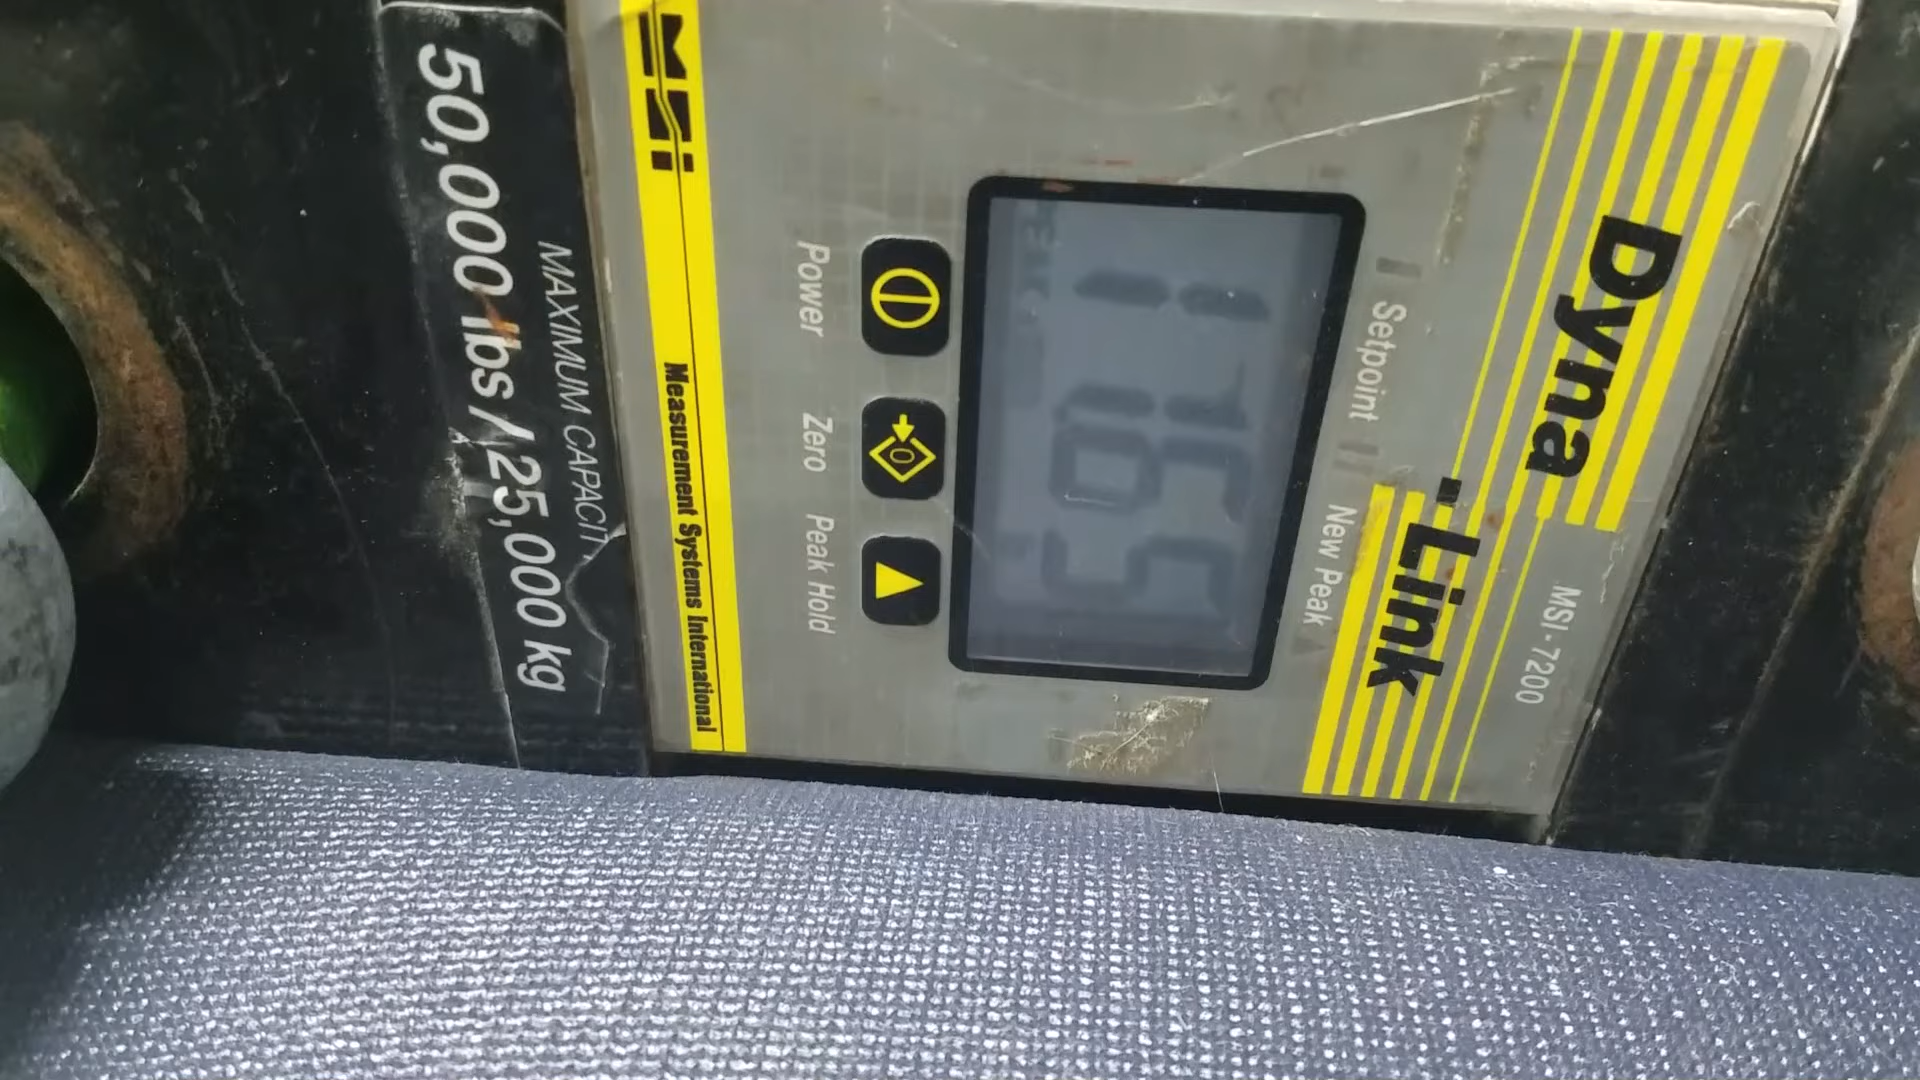 Dyna
-Link
MSI-7200
Setpoint
New Peak
Power
Zero
Peak Hold
MSI
Measurement Systems International
MAXIMUM CAPACIT
50,000 lbs/25,000 kg